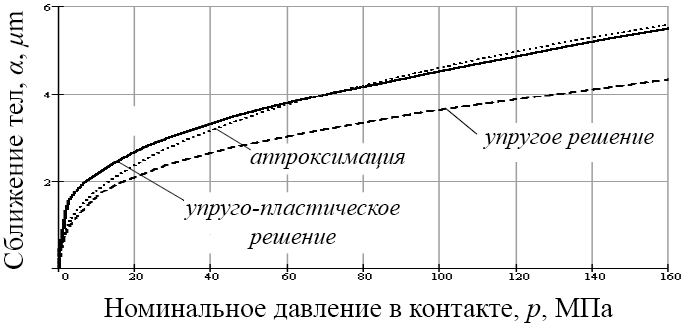 Сближение тел, α, μm
6
4
2
упругое решение
аппроксимация
упруго-пластическое
решение
0 20 40 60 80 100 120 140 160
Номинальное давление в контакте, p, МПа